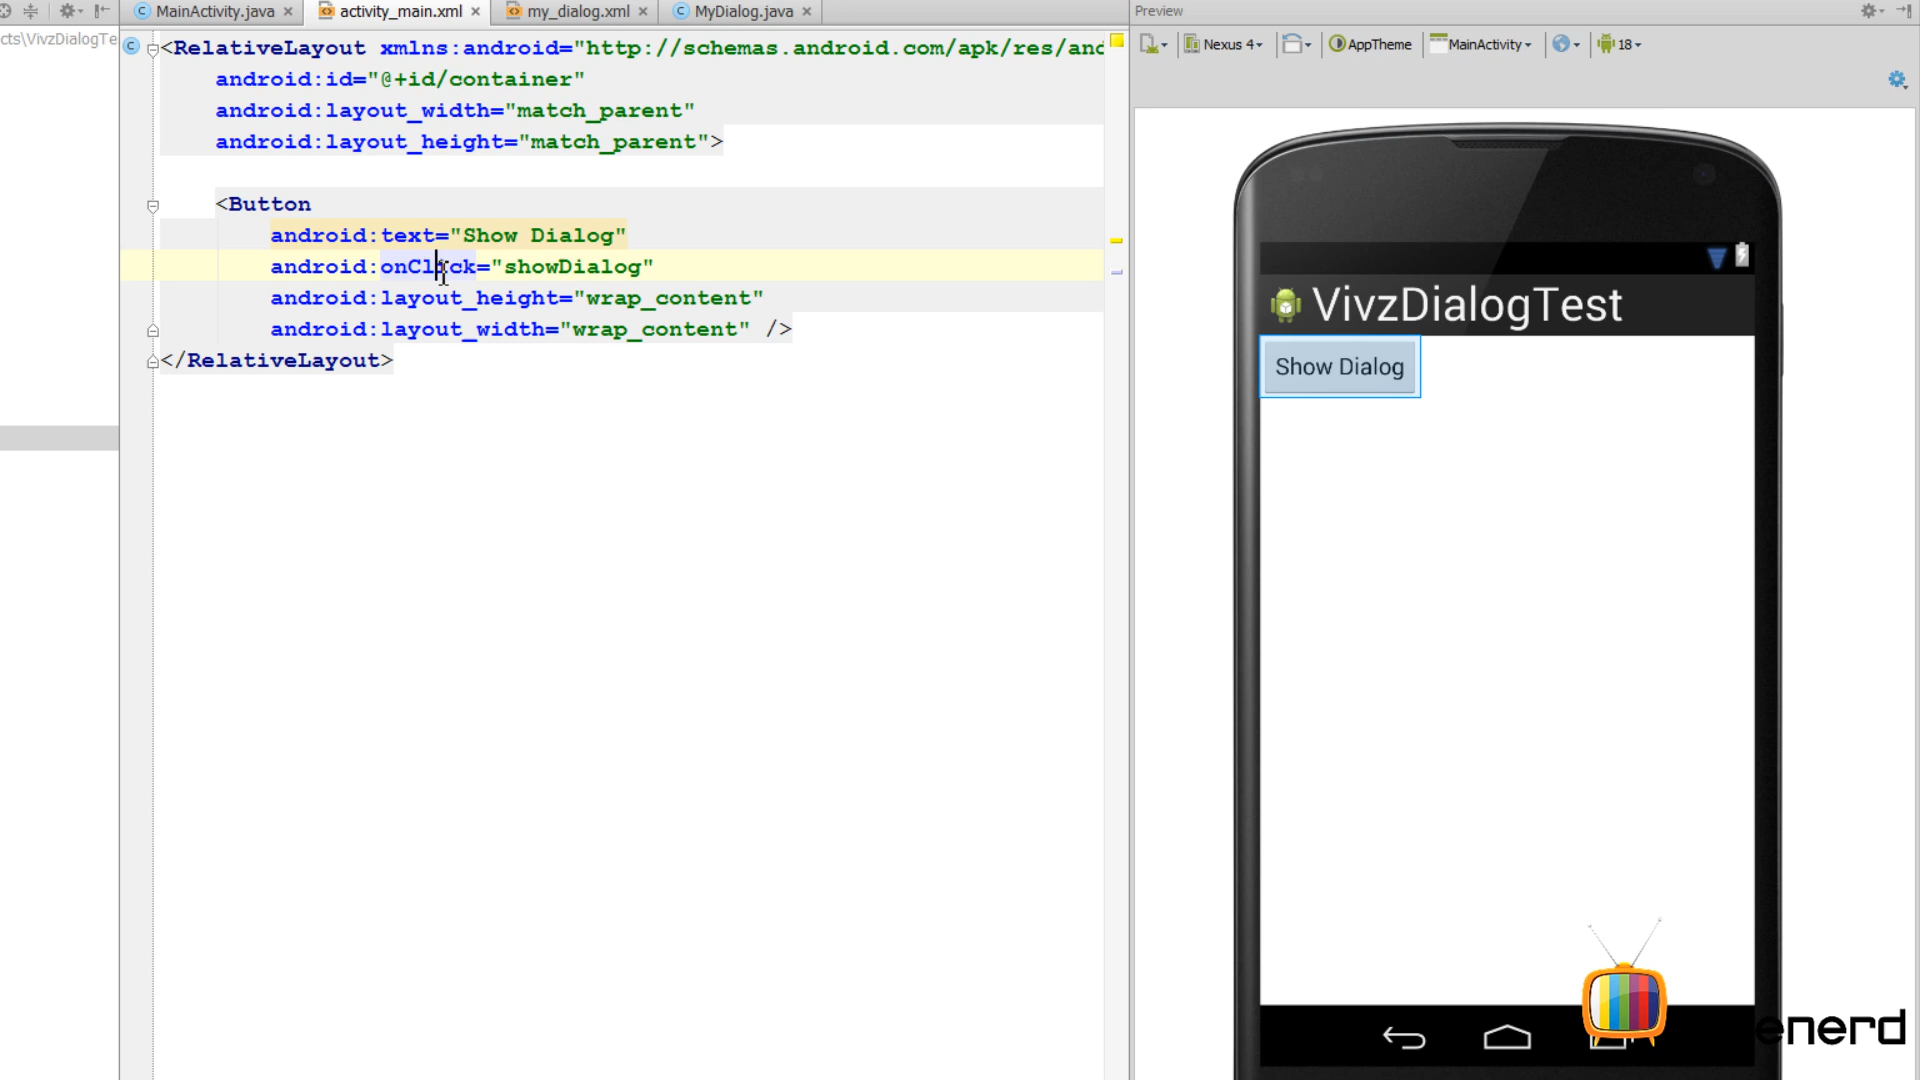 MainActivity.java
activity_main.xml
my_dialog.xml
MyDialog.java
Preview
cts\VivzDialogTe
Nexus 4
AppTheme
MainActivity
18
<RelativeLayout xmlns:android="http://schemas.android.com/apk/res/and
android:id="@+id/container"
android:layout_width="match_parent"
android:layout_height="match_parent">
<Button
android:text="Show Dialog"
android:onClick="showDialog"
android:layout_height="wrap_content"
android:layout_width="wrap_content" />
</RelativeLayout>
VivzDialogTest
Show Dialog
enerd